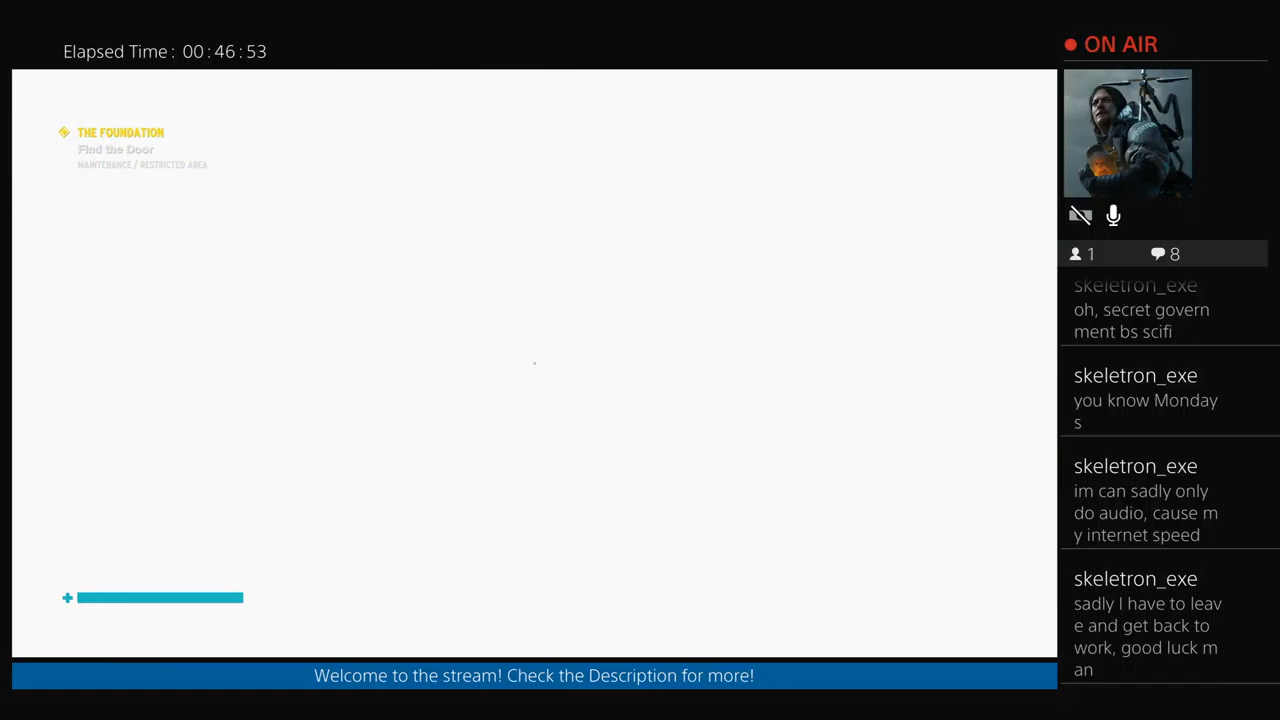 Elapsed Time : 00:46:53
ON AIR
THE FOUNDATION
Find the Door
MAINTENANCE / RESTRICTED AREA
1
8
skeletron_exe
oh, secret govern
ment bs scifi
skeletron_exe
you know Monday
s
skeletron_exe
im can sadly only
do audio, cause m
y internet speed
skeletron_exe
sadly I have to leav
e and get back to
work, good luck m
an
Welcome to the stream! Check the Description for more!